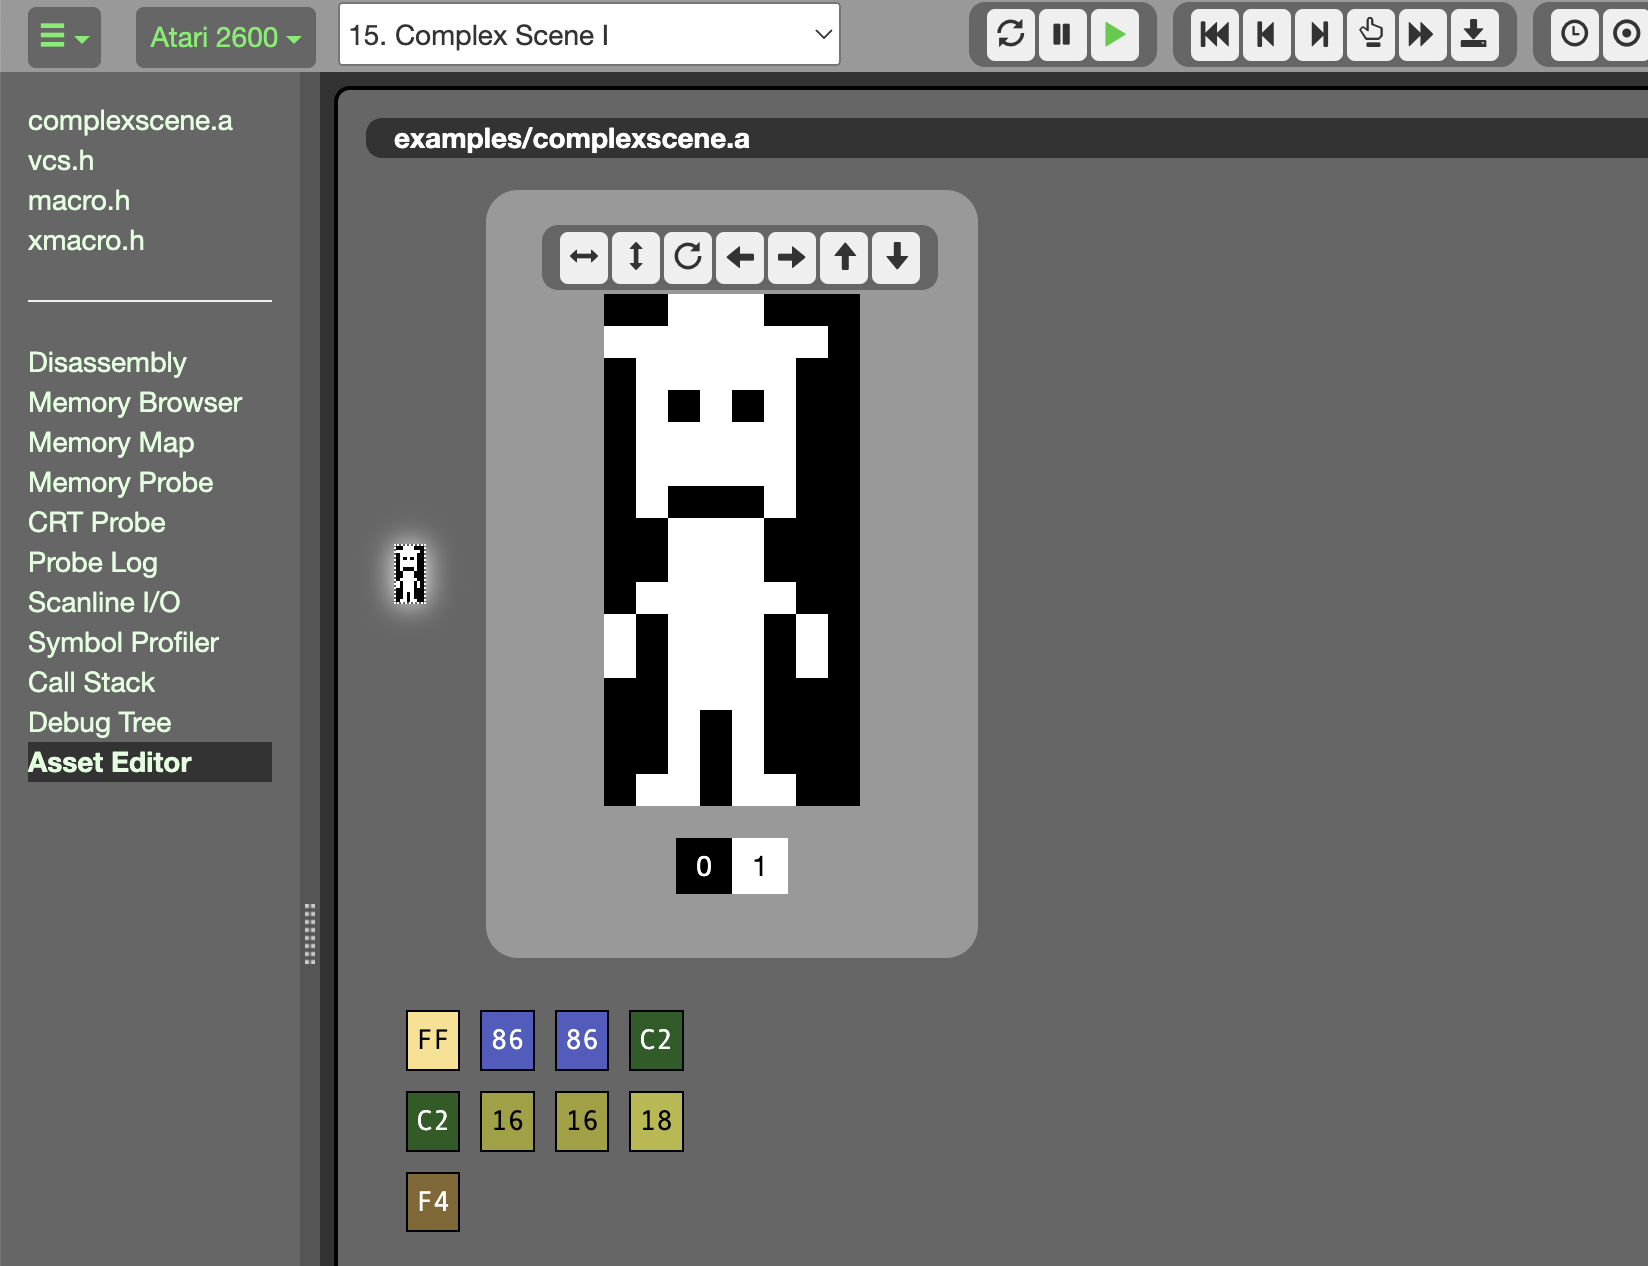 Atari 2600
15. Complex Scene I
complexscene.a
vcs.h
macro.h
xmacro.h
Disassembly
Memory Browser
Memory Map
Memory Probe
CRT Probe
Probe Log
Scanline I/O
Symbol Profiler
Call Stack
Debug Tree
Asset Editor
examples/complexscene.a
0 1
FF 86 86 C2
C2 16 16 18
F4